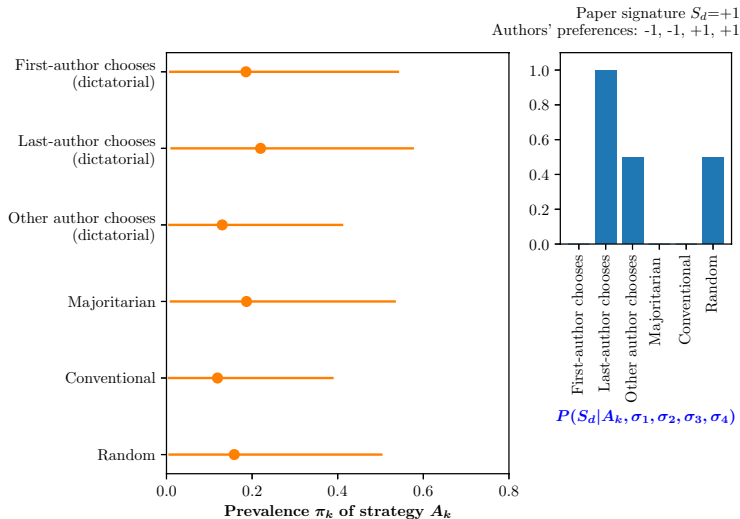 Paper signature S_d=+1
Authors' preferences: -1, -1, +1, +1
First-author chooses
(dictatorial)
Last-author chooses
(dictatorial)
Other author chooses
(dictatorial)
Majoritarian
Conventional
Random
0.0 0.2 0.4 0.6 0.8
Prevalence π_k of strategy A_k
1.0
0.8
0.6
0.4
0.2
0.0
First-author chooses
Last-author chooses
Other author chooses
Majoritarian
Conventional
Random
P(S_d|A_k, σ_1, σ_2, σ_3, σ_4)